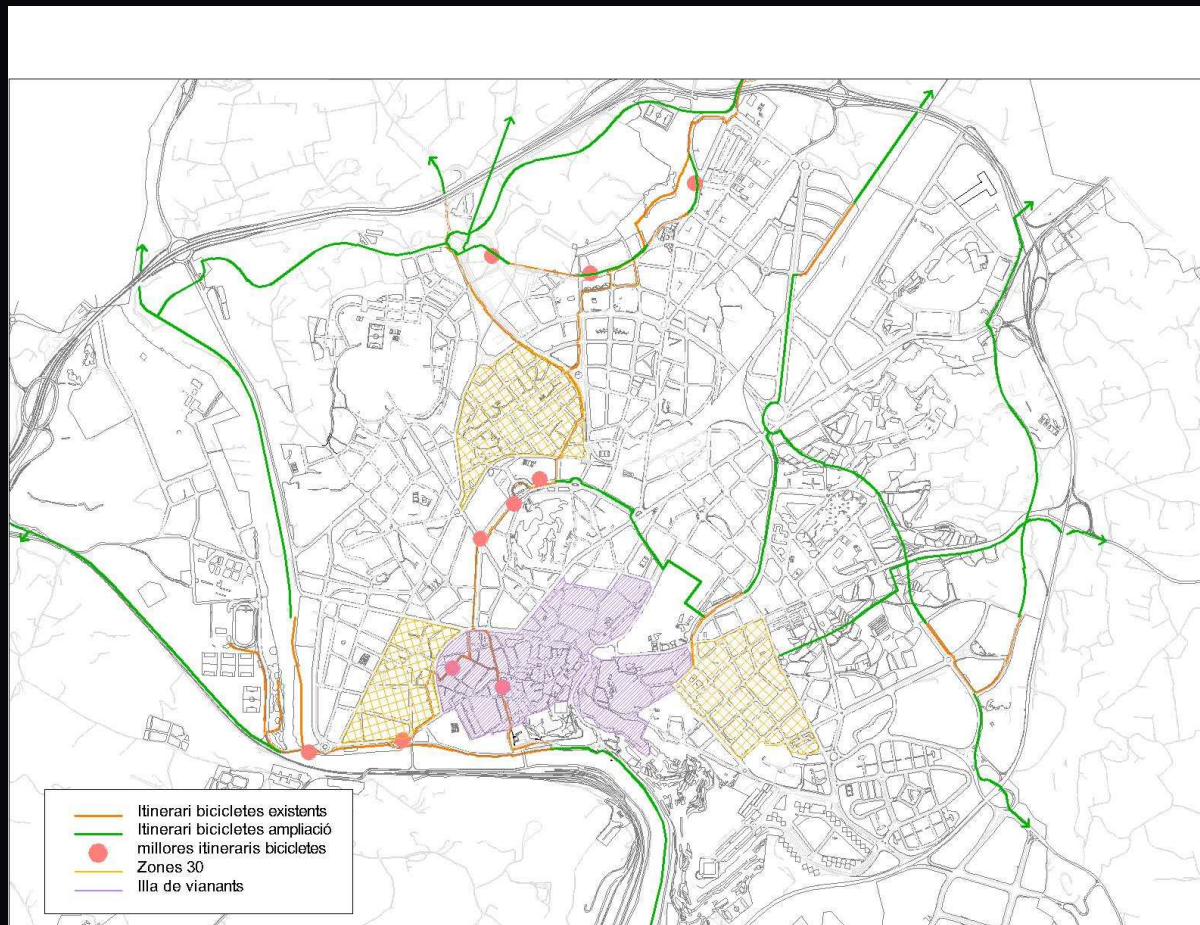 Itinerari bicicletes existents
Itinerari bicicletes ampliació
millores itineraris bicicletes
Zones 30
Illa de vianants